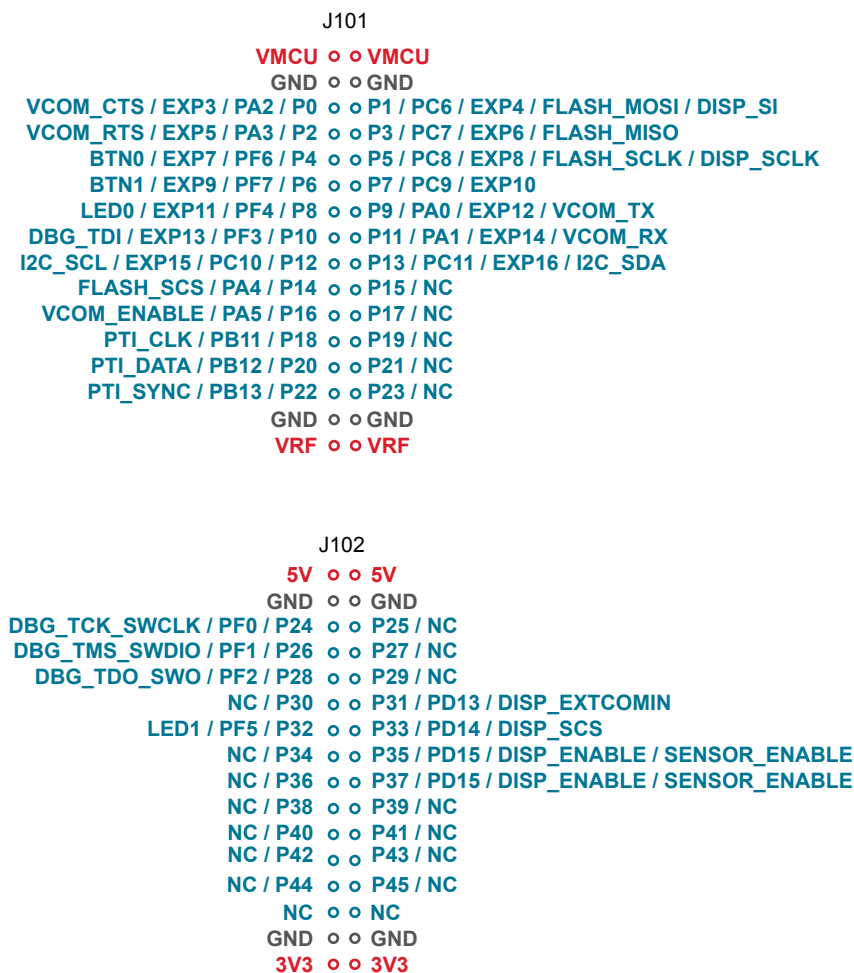 J101
VMCU VMCU
GND GND
VCOM_CTS / EXP3 / PA2 / P0 P1 / PC6 / EXP4 / FLASH_MOSI / DISP_SI
VCOM_RTS / EXP5 / PA3 / P2 P3 / PC7 / EXP6 / FLASH_MISO
BTN0 / EXP7 / PF6 / P4 P5 / PC8 / EXP8 / FLASH_SCLK / DISP_SCLK
BTN1 / EXP9 / PF7 / P6 P7 / PC9 / EXP10
LED0 / EXP11 / PF4 / P8 P9 / PA0 / EXP12 / VCOM_TX
DBG_TDI / EXP13 / PF3 / P10 P11 / PA1 / EXP14 / VCOM_RX
I2C_SCL / EXP15 / PC10 / P12 P13 / PC11 / EXP16 / I2C_SDA
FLASH_SCS / PA4 / P14 P15 / NC
VCOM_ENABLE / PA5 / P16 P17 / NC
PTI_CLK / PB11 / P18 P19 / NC
PTI_DATA / PB12 / P20 P21 / NC
PTI_SYNC / PB13 / P22 P23 / NC
GND GND
VRF VRF
J102
5V 5V
GND GND
DBG_TCK_SWCLK / PF0 / P24 P25 / NC
DBG_TMS_SWDIO / PF1 / P26 P27 / NC
DBG_TDO_SWO / PF2 / P28 P29 / NC
NC / P30 P31 / PD13 / DISP_EXTCOMIN
LED1 / PF5 / P32 P33 / PD14 / DISP_SCS
NC / P34 P35 / PD15 / DISP_ENABLE / SENSOR_ENABLE
NC / P36 P37 / PD15 / DISP_ENABLE / SENSOR_ENABLE
NC / P38 P39 / NC
NC / P40 P41 / NC
NC / P42 P43 / NC
NC / P44 P45 / NC
NC NC
GND GND
3V3 3V3